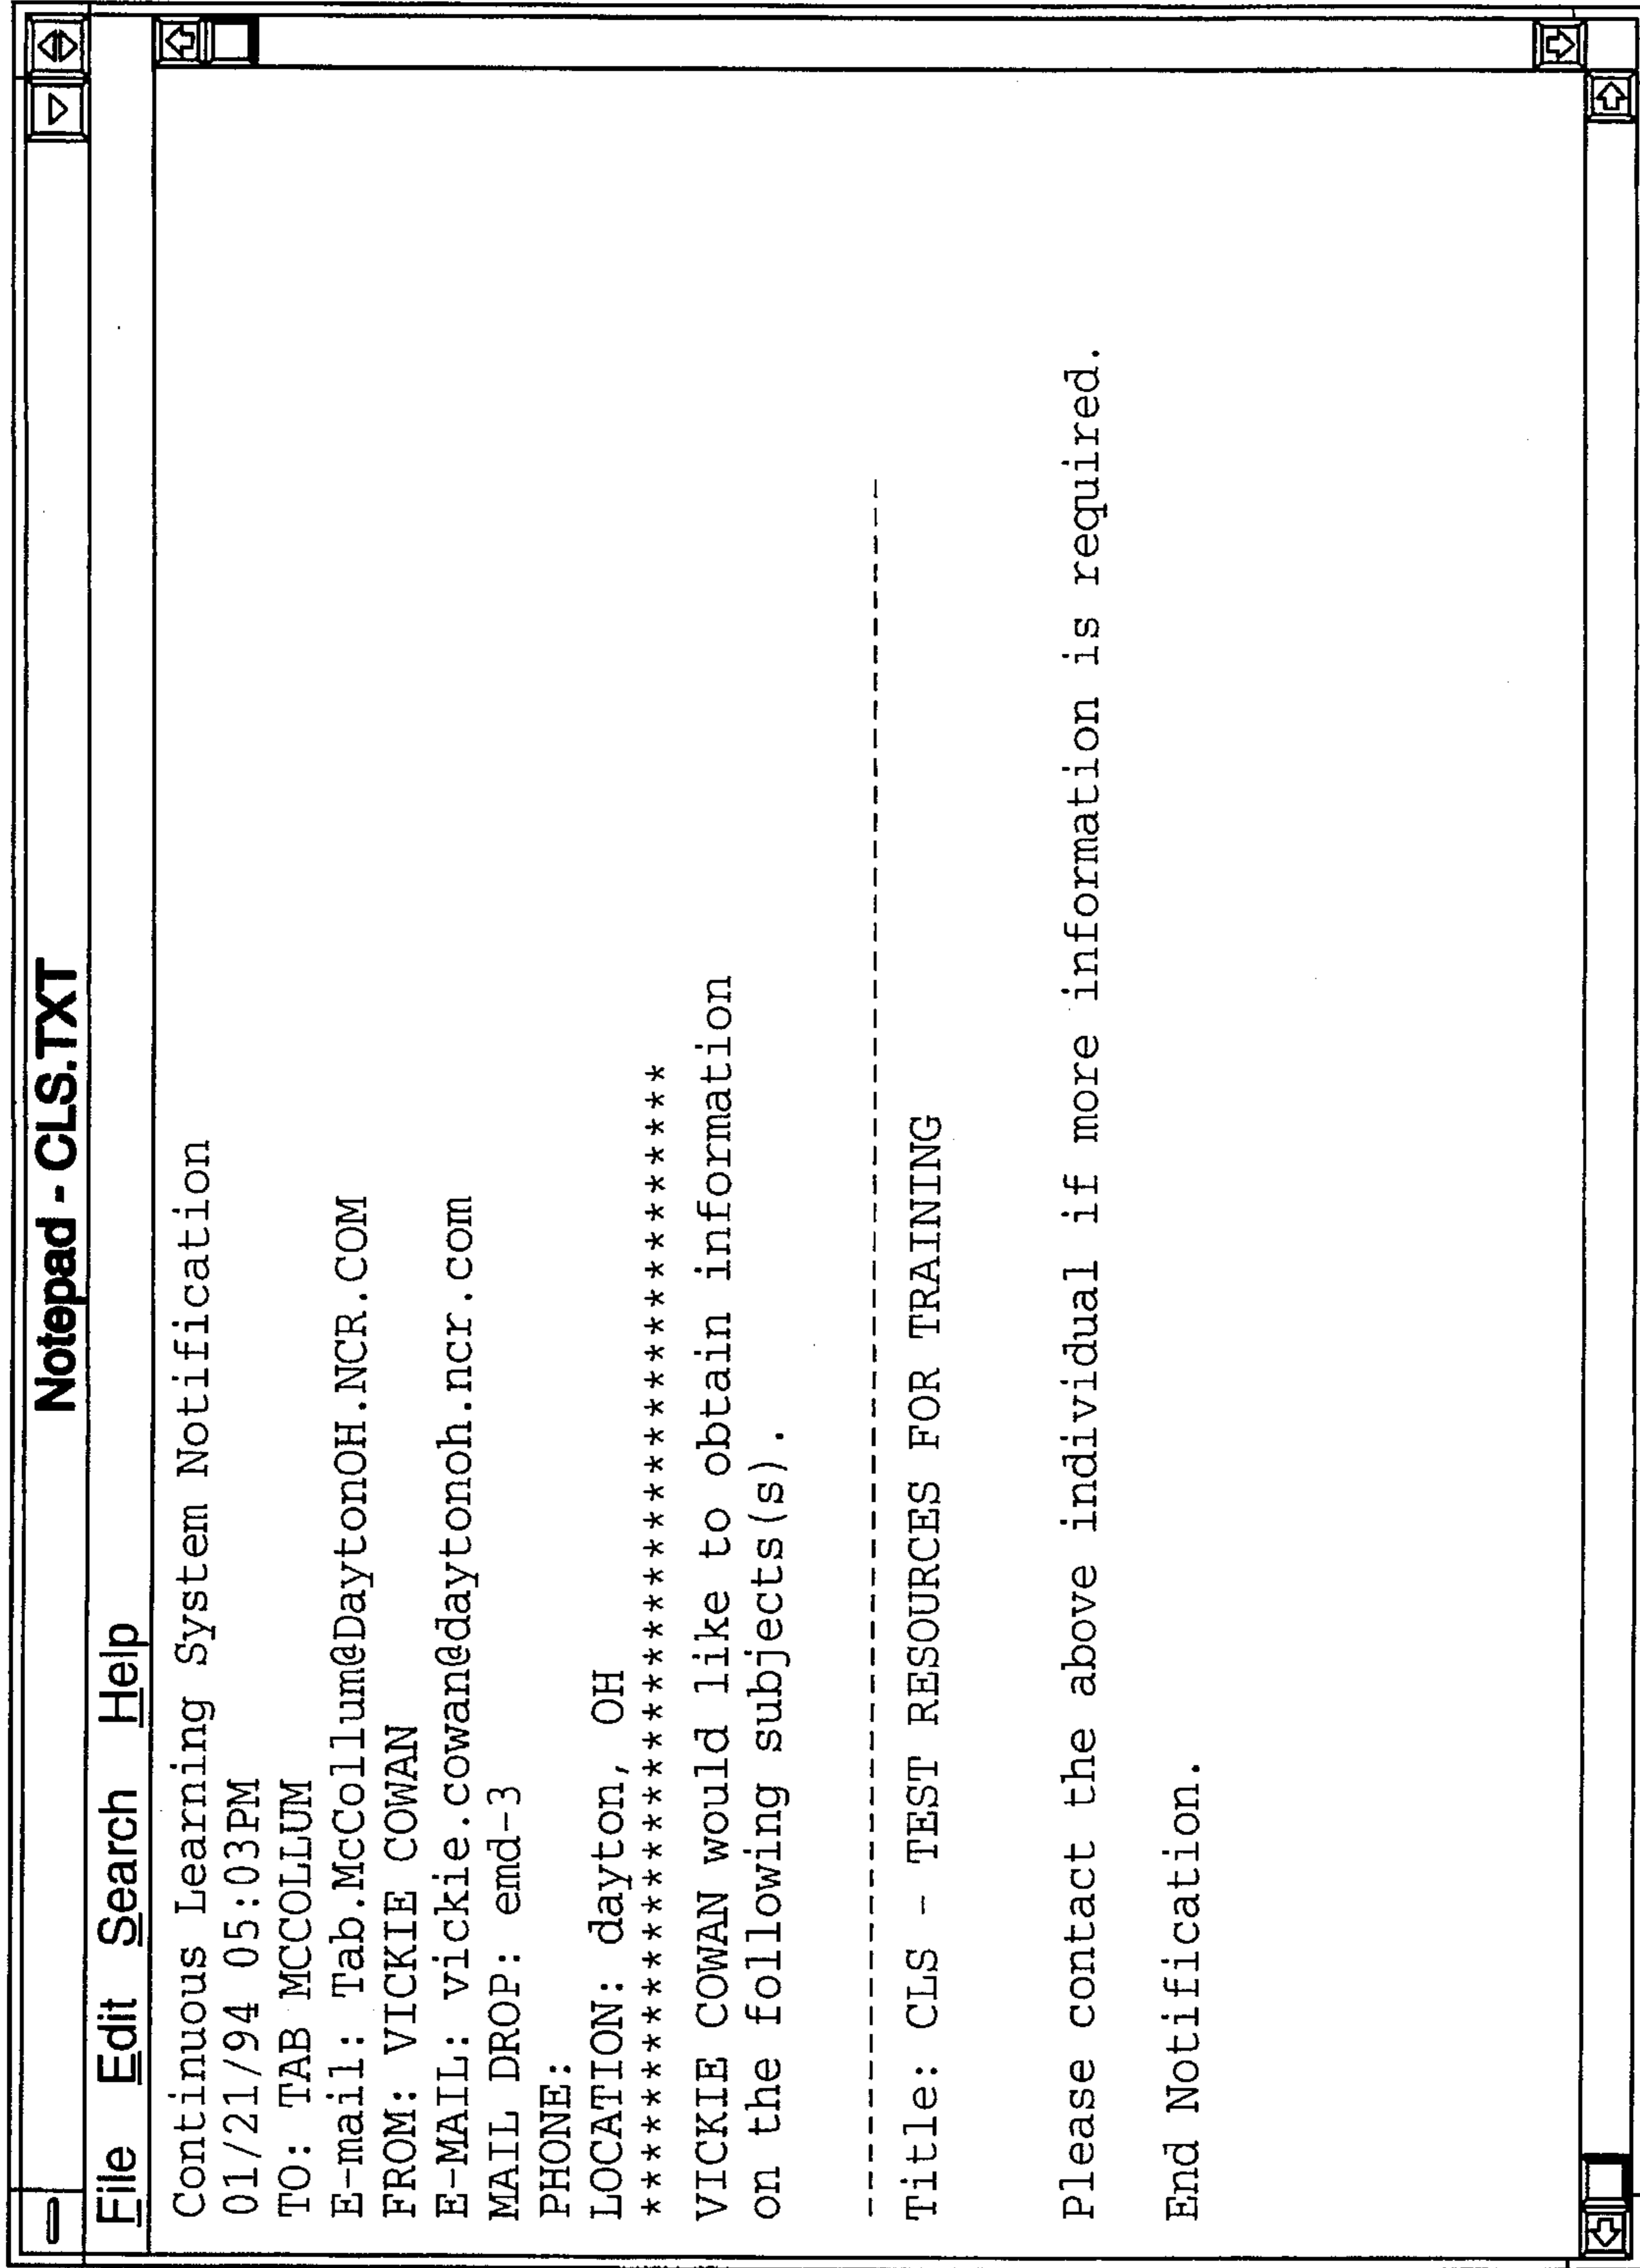 Notepad - CLS.TXT
File Edit Search Help
Continuous Learning System Notification
01/21/94 05:03PM
TO: TAB MCCOLLUM
E-mail: Tab.McCollum@DaytonOH.NCR.COM
FROM: VICKIE COWAN
E-MAIL: vickie.cowan@daytonoh.ncr.com
MAIL DROP: emd-3
PHONE:
LOCATION: dayton, OH
********************************************
VICKIE COWAN would like to obtain information
on the following subjects(s).
------------------------------------------------------------
Title: CLS - TEST RESOURCES FOR TRAINING
Please contact the above individual if more information is required.
End Notification.